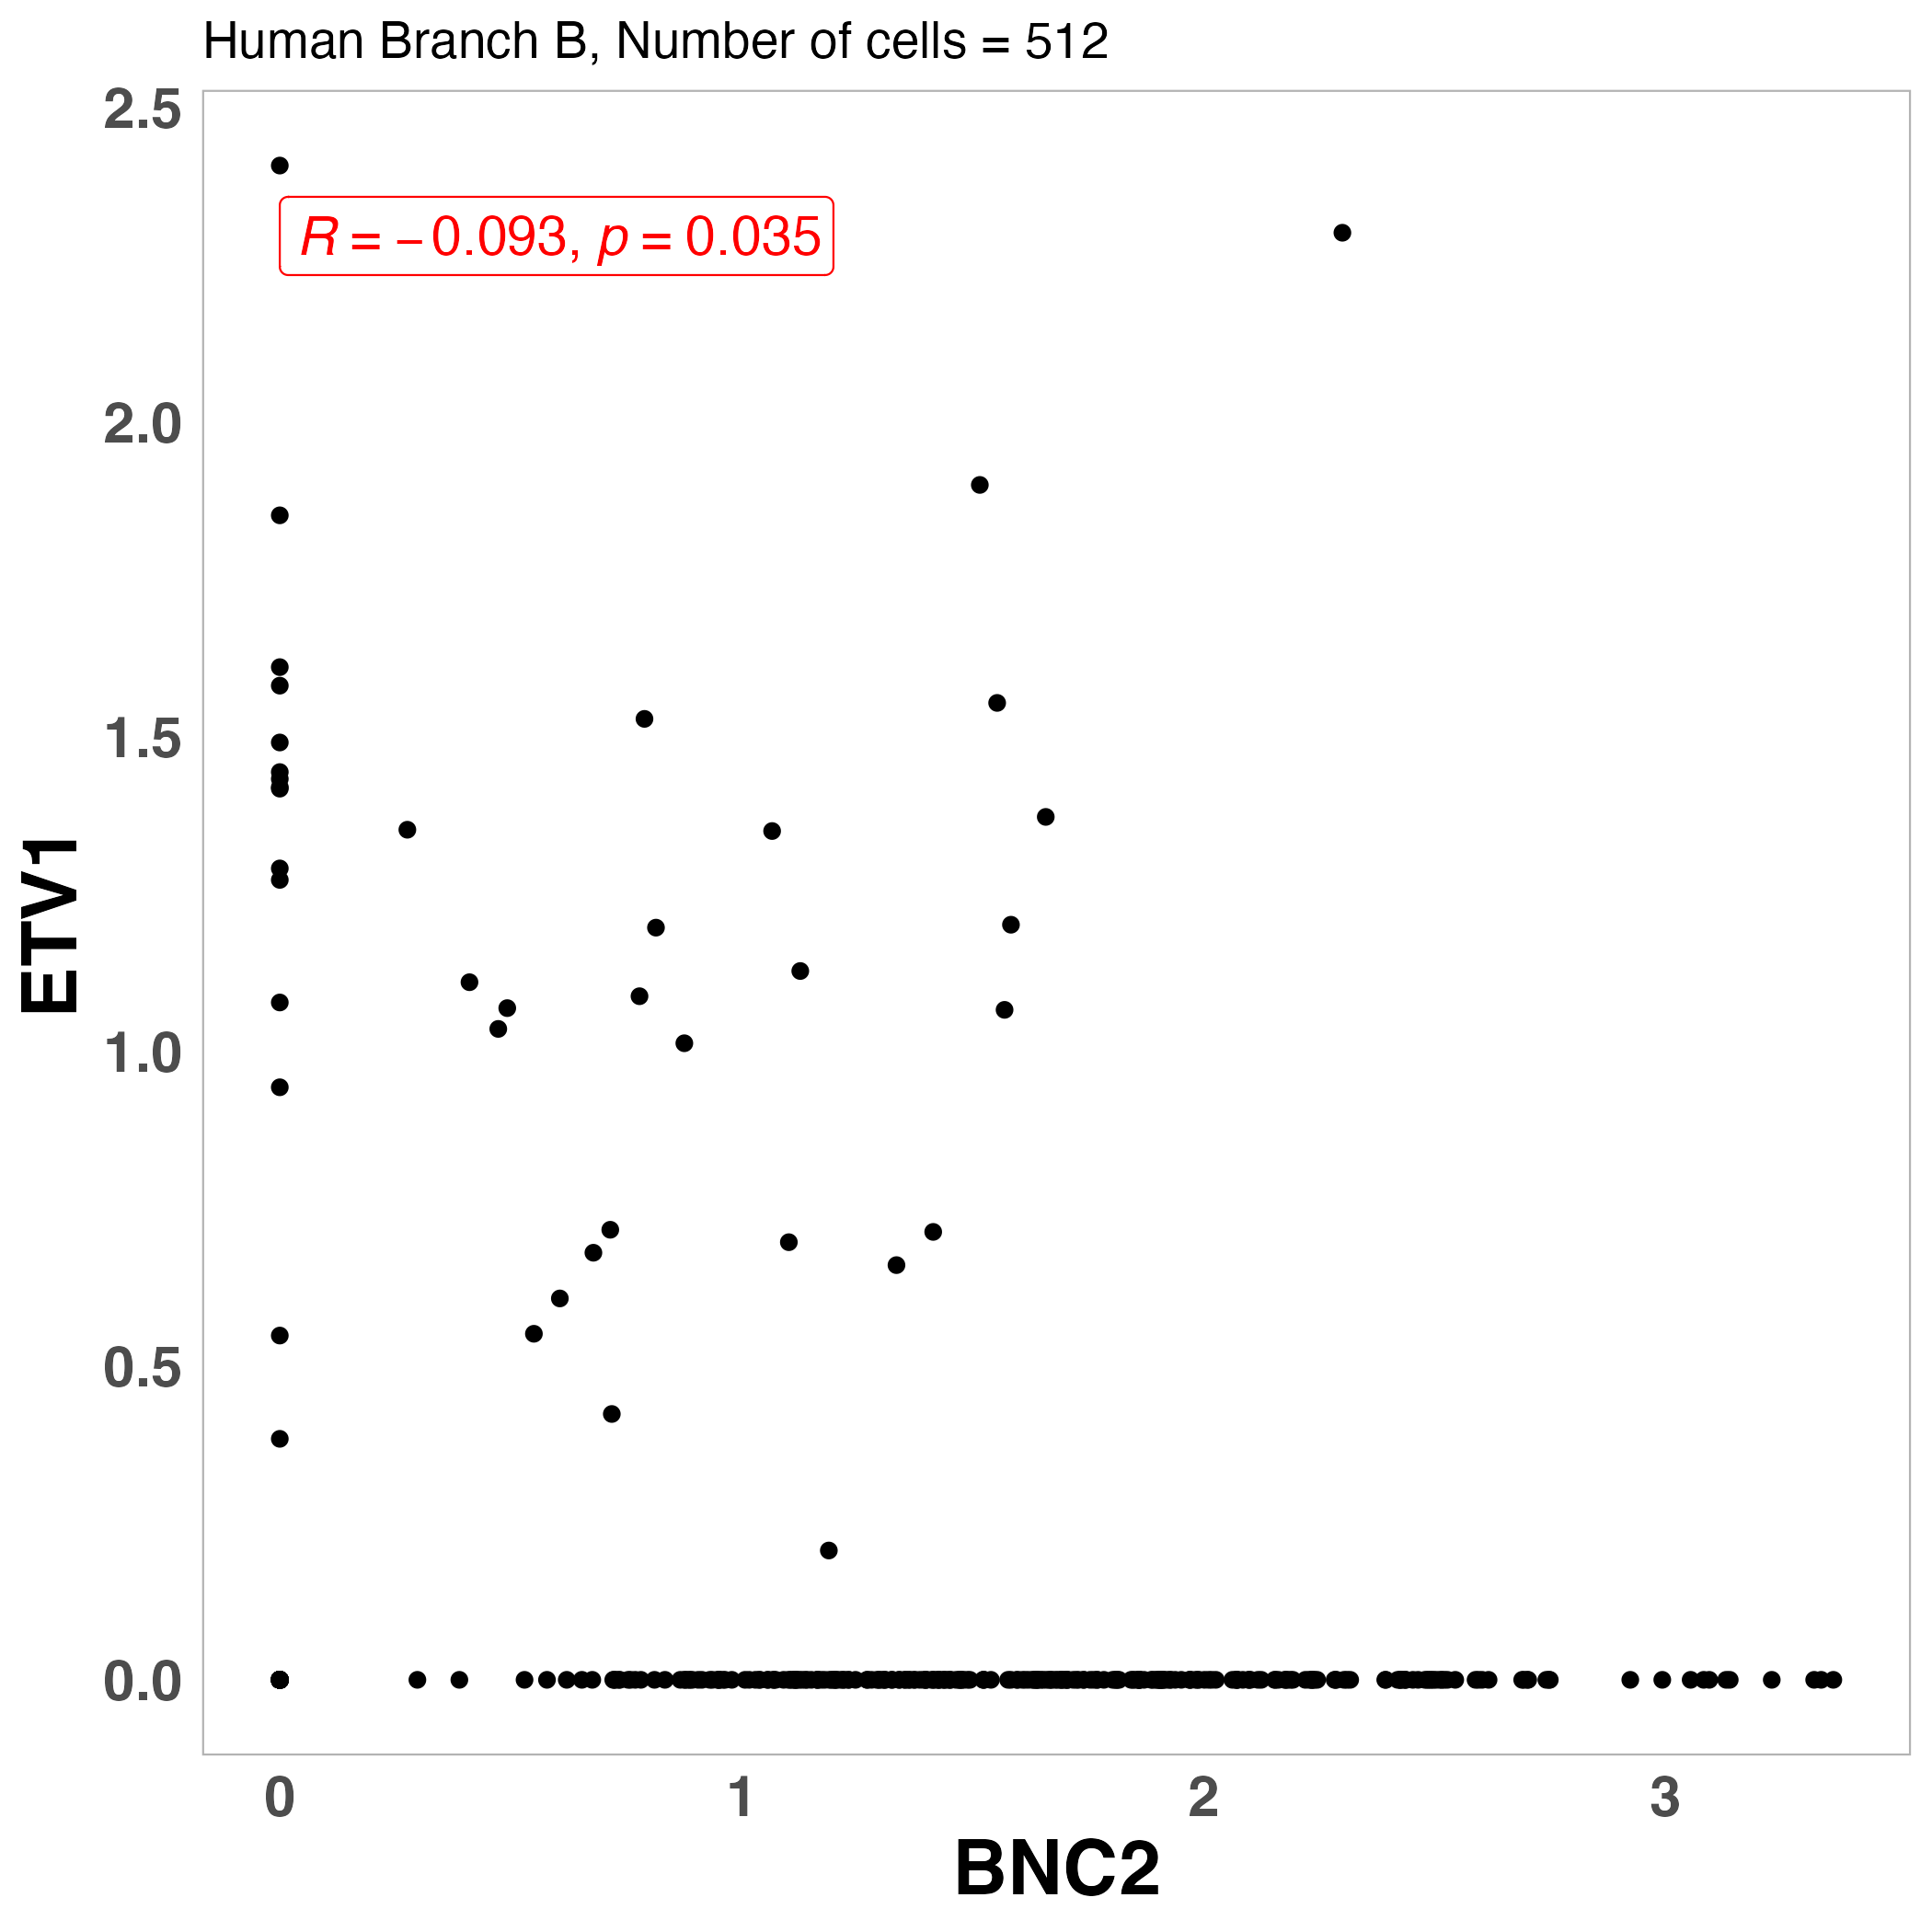 Human Branch B, Number of cells = 512
2.5
R = −0.093, p = 0.035
2.0
1.5
ETV1
1.0
0.5
0.0
0 1 2 3
BNC2